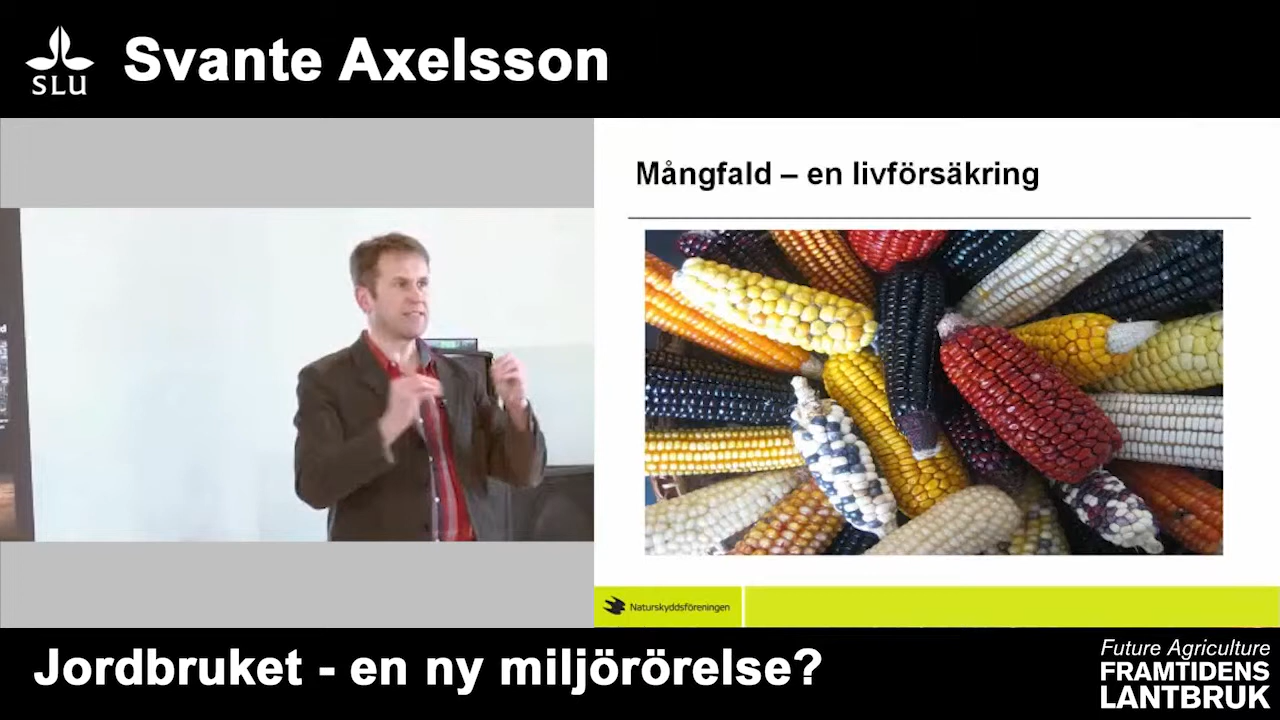 SLU
Svante Axelsson
Mångfald – en livförsäkring
Naturskyddsföreningen
Jordbruket - en ny miljörörelse?
Future Agriculture
FRAMTIDENS
LANTBRUK